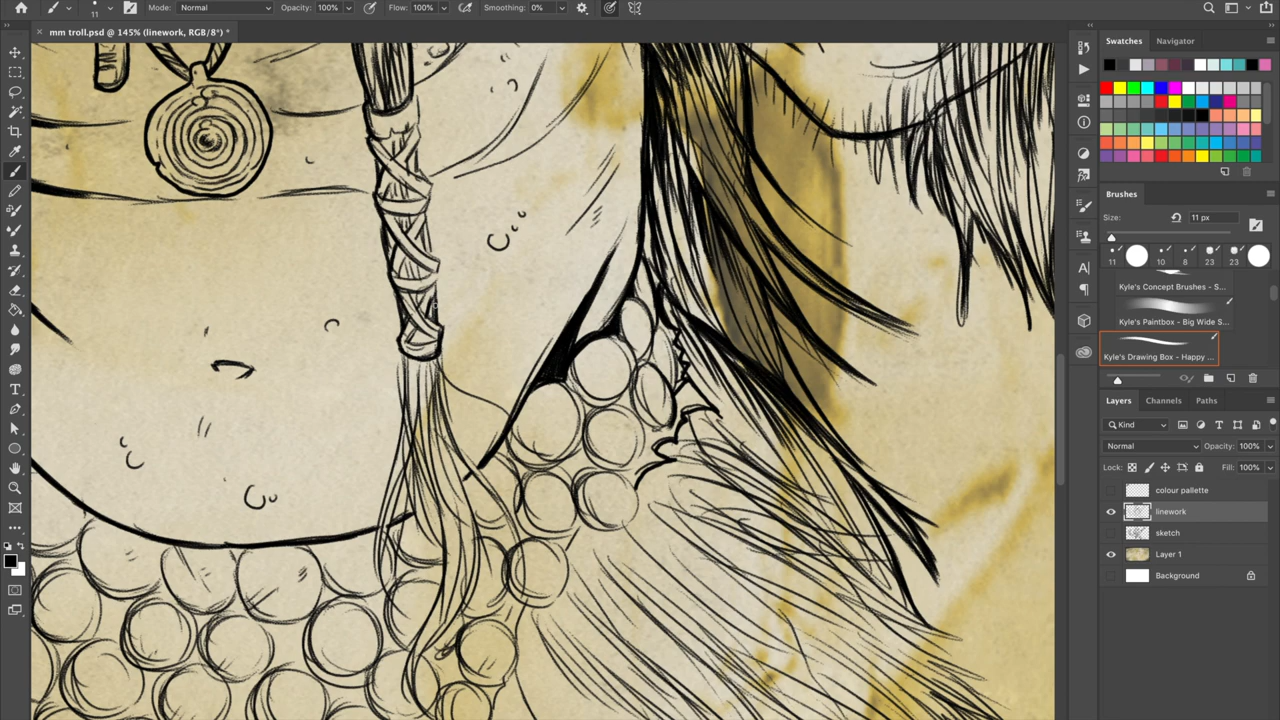 Mode: Normal Opacity: 100% Flow: 100% Smoothing: 0%
11
mm troll.psd @ 145% (linework, RGB/8*) *
Swatches Navigator
Brushes
Size: 11 px
11 10 8 23 23
Kyle's Concept Brushes - S...
Kyle's Paintbox - Big Wide S...
Kyle's Drawing Box - Happy ...
Layers Channels Paths
Kind
Normal Opacity: 100%
Lock: Fill: 100%
colour palette
linework
sketch
Layer 1
Background